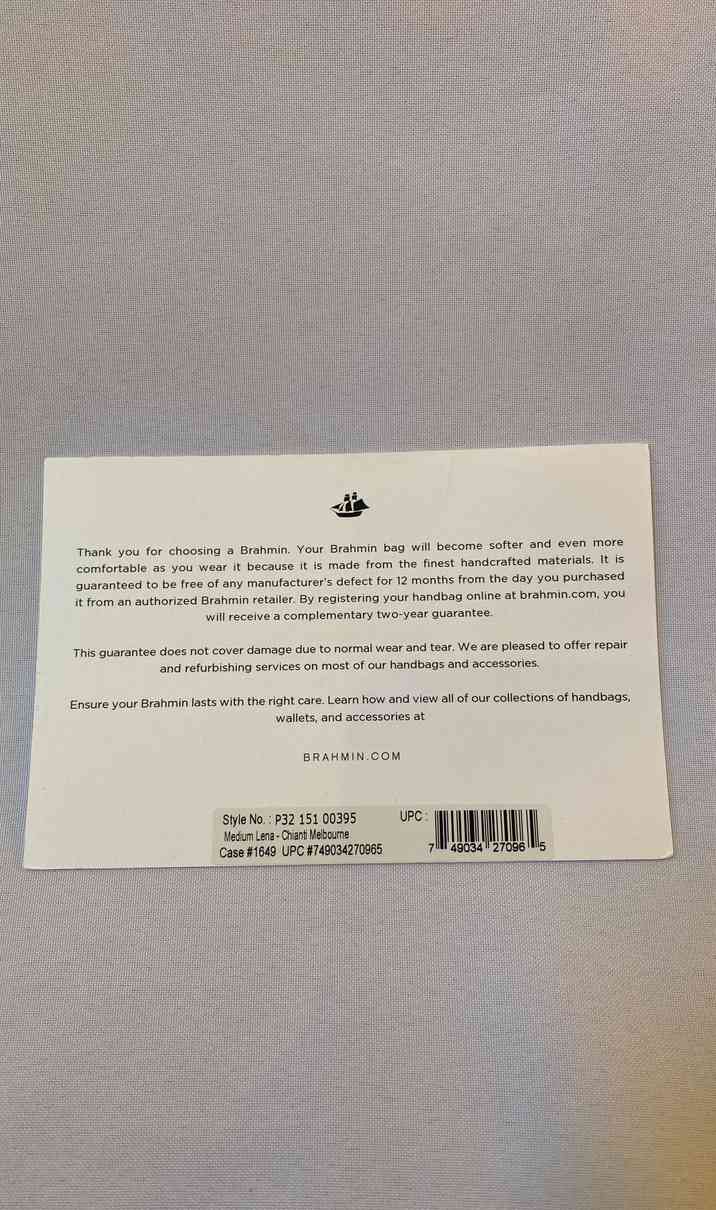 Thank you for choosing a Brahmin. Your Brahmin bag will become softer and even more
comfortable as you wear it because it is made from the finest handcrafted materials. It is
guaranteed to be free of any manufacturer's defect for 12 months from the day you purchased
it from an authorized Brahmin retailer. By registering your handbag online at brahmin.com, you
will receive a complementary two-year guarantee.
This guarantee does not cover damage due to normal wear and tear. We are pleased to offer repair
and refurbishing services on most of our handbags and accessories.
Ensure your Brahmin lasts with the right care. Learn how and view all of our collections of handbags,
wallets, and accessories at
BRAHMIN.COM
Style No. : P32 151 00395
Medium Lena - Chianti Melbourne
Case #1649 UPC #749034270965
UPC :
7 49034 27096 5